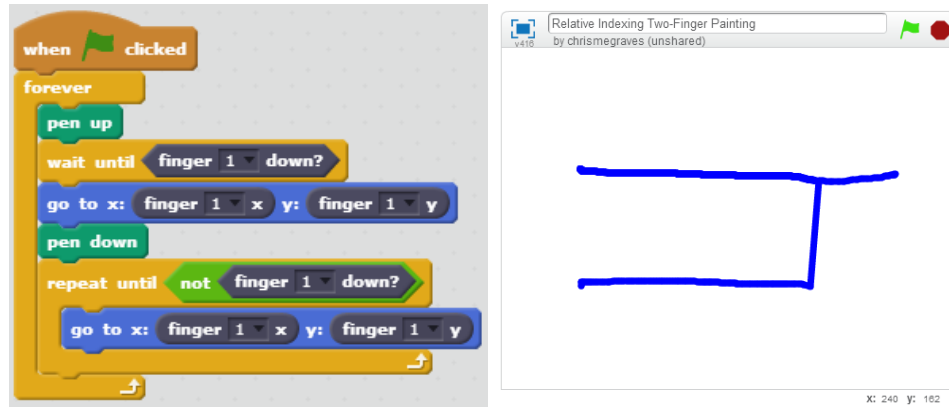 when clicked
forever
pen up
wait until finger 1 down?
go to x: finger 1 x y: finger 1 y
pen down
repeat until not finger 1 down?
go to x: finger 1 x y: finger 1 y
v416
Relative Indexing Two-Finger Painting
by chrismegraves (unshared)
x: 240 y: 162